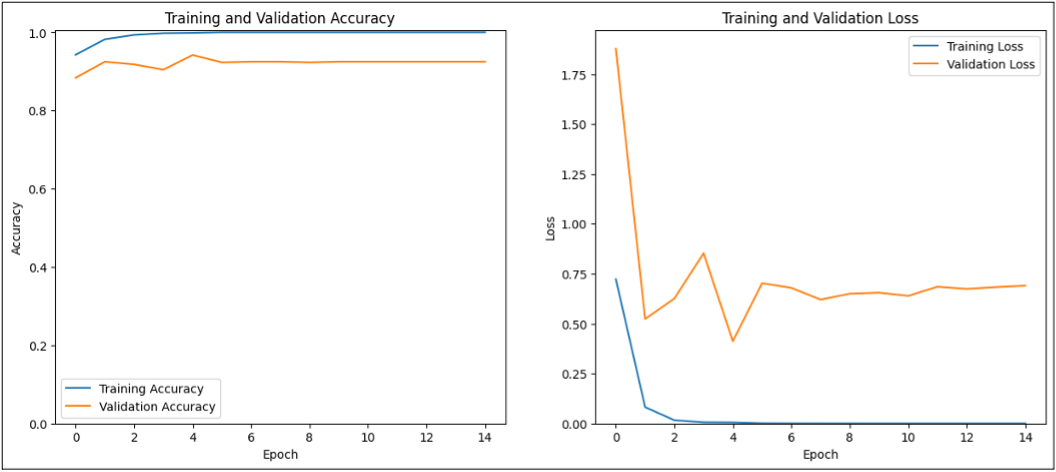 Training and Validation Accuracy
1.0
0.8
0.6
0.4
0.2
0.0
Accuracy
Training Accuracy
Validation Accuracy
0 2 4 6 8 10 12 14
Epoch
Training and Validation Loss
Training Loss
Validation Loss
1.75
1.50
1.25
1.00
0.75
0.50
0.25
0.00
Loss
0 2 4 6 8 10 12 14
Epoch